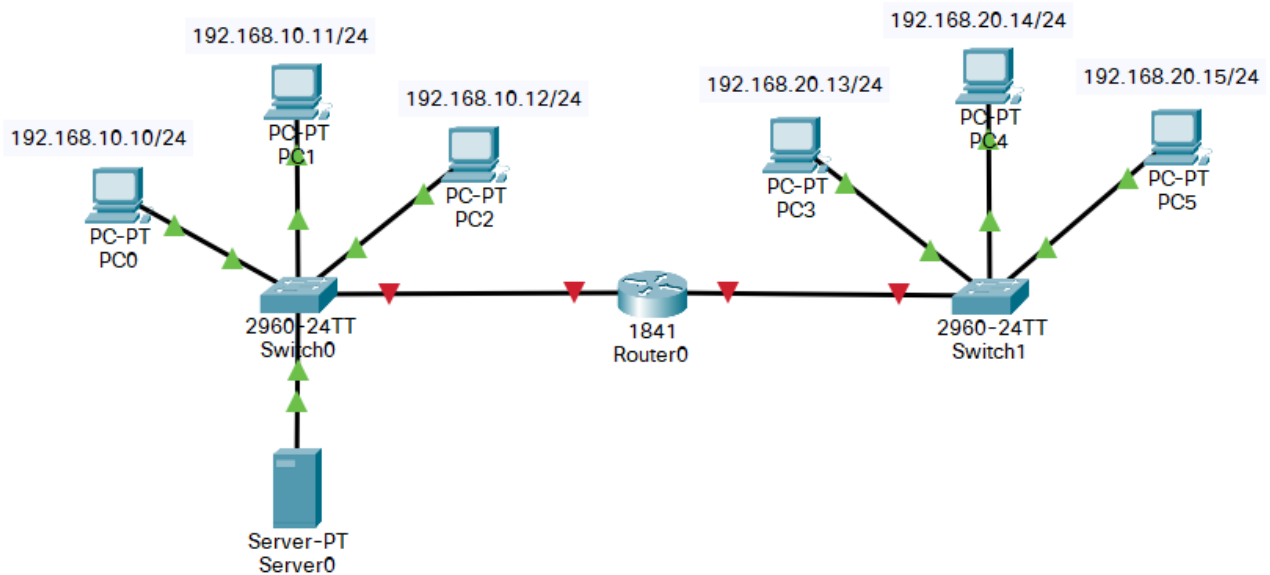 192.168.10.11/24
PC-PT
PC1
192.168.10.12/24
PC-PT
PC2
192.168.10.10/24
PC-PT
PC0
2960-24TT
Switch0
Server-PT
Server0
1841
Router0
192.168.20.14/24
PC-PT
PC4
192.168.20.13/24
PC-PT
PC3
192.168.20.15/24
PC-PT
PC5
2960-24TT
Switch1